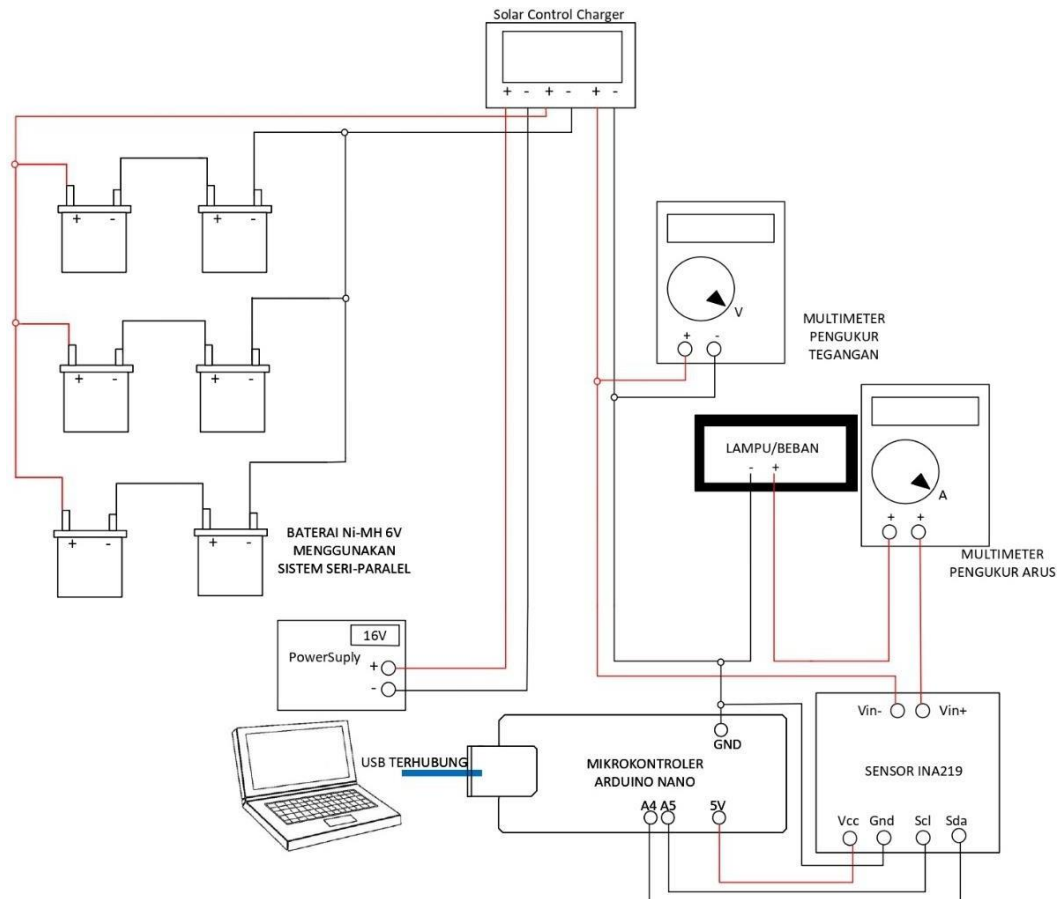 Solar Control Charger
+ - + - + -
+ - + -
V
+ -
MULTIMETER
PENGUKUR
TEGANGAN
+ - + -
LAMPU/BEBAN
- +
A
+ +
MULTIMETER
PENGUKUR ARUS
+ - + -
BATERAI Ni-MH 6V
MENGGUNAKAN
SISTEM SERI-PARALEL
16V
PowerSuply
+
-
Vin- Vin+
SENSOR INA219
Vcc Gnd Scl Sda
USB TERHUBUNG
GND
MIKROKONTROLER
ARDUINO NANO
A4 A5 5V